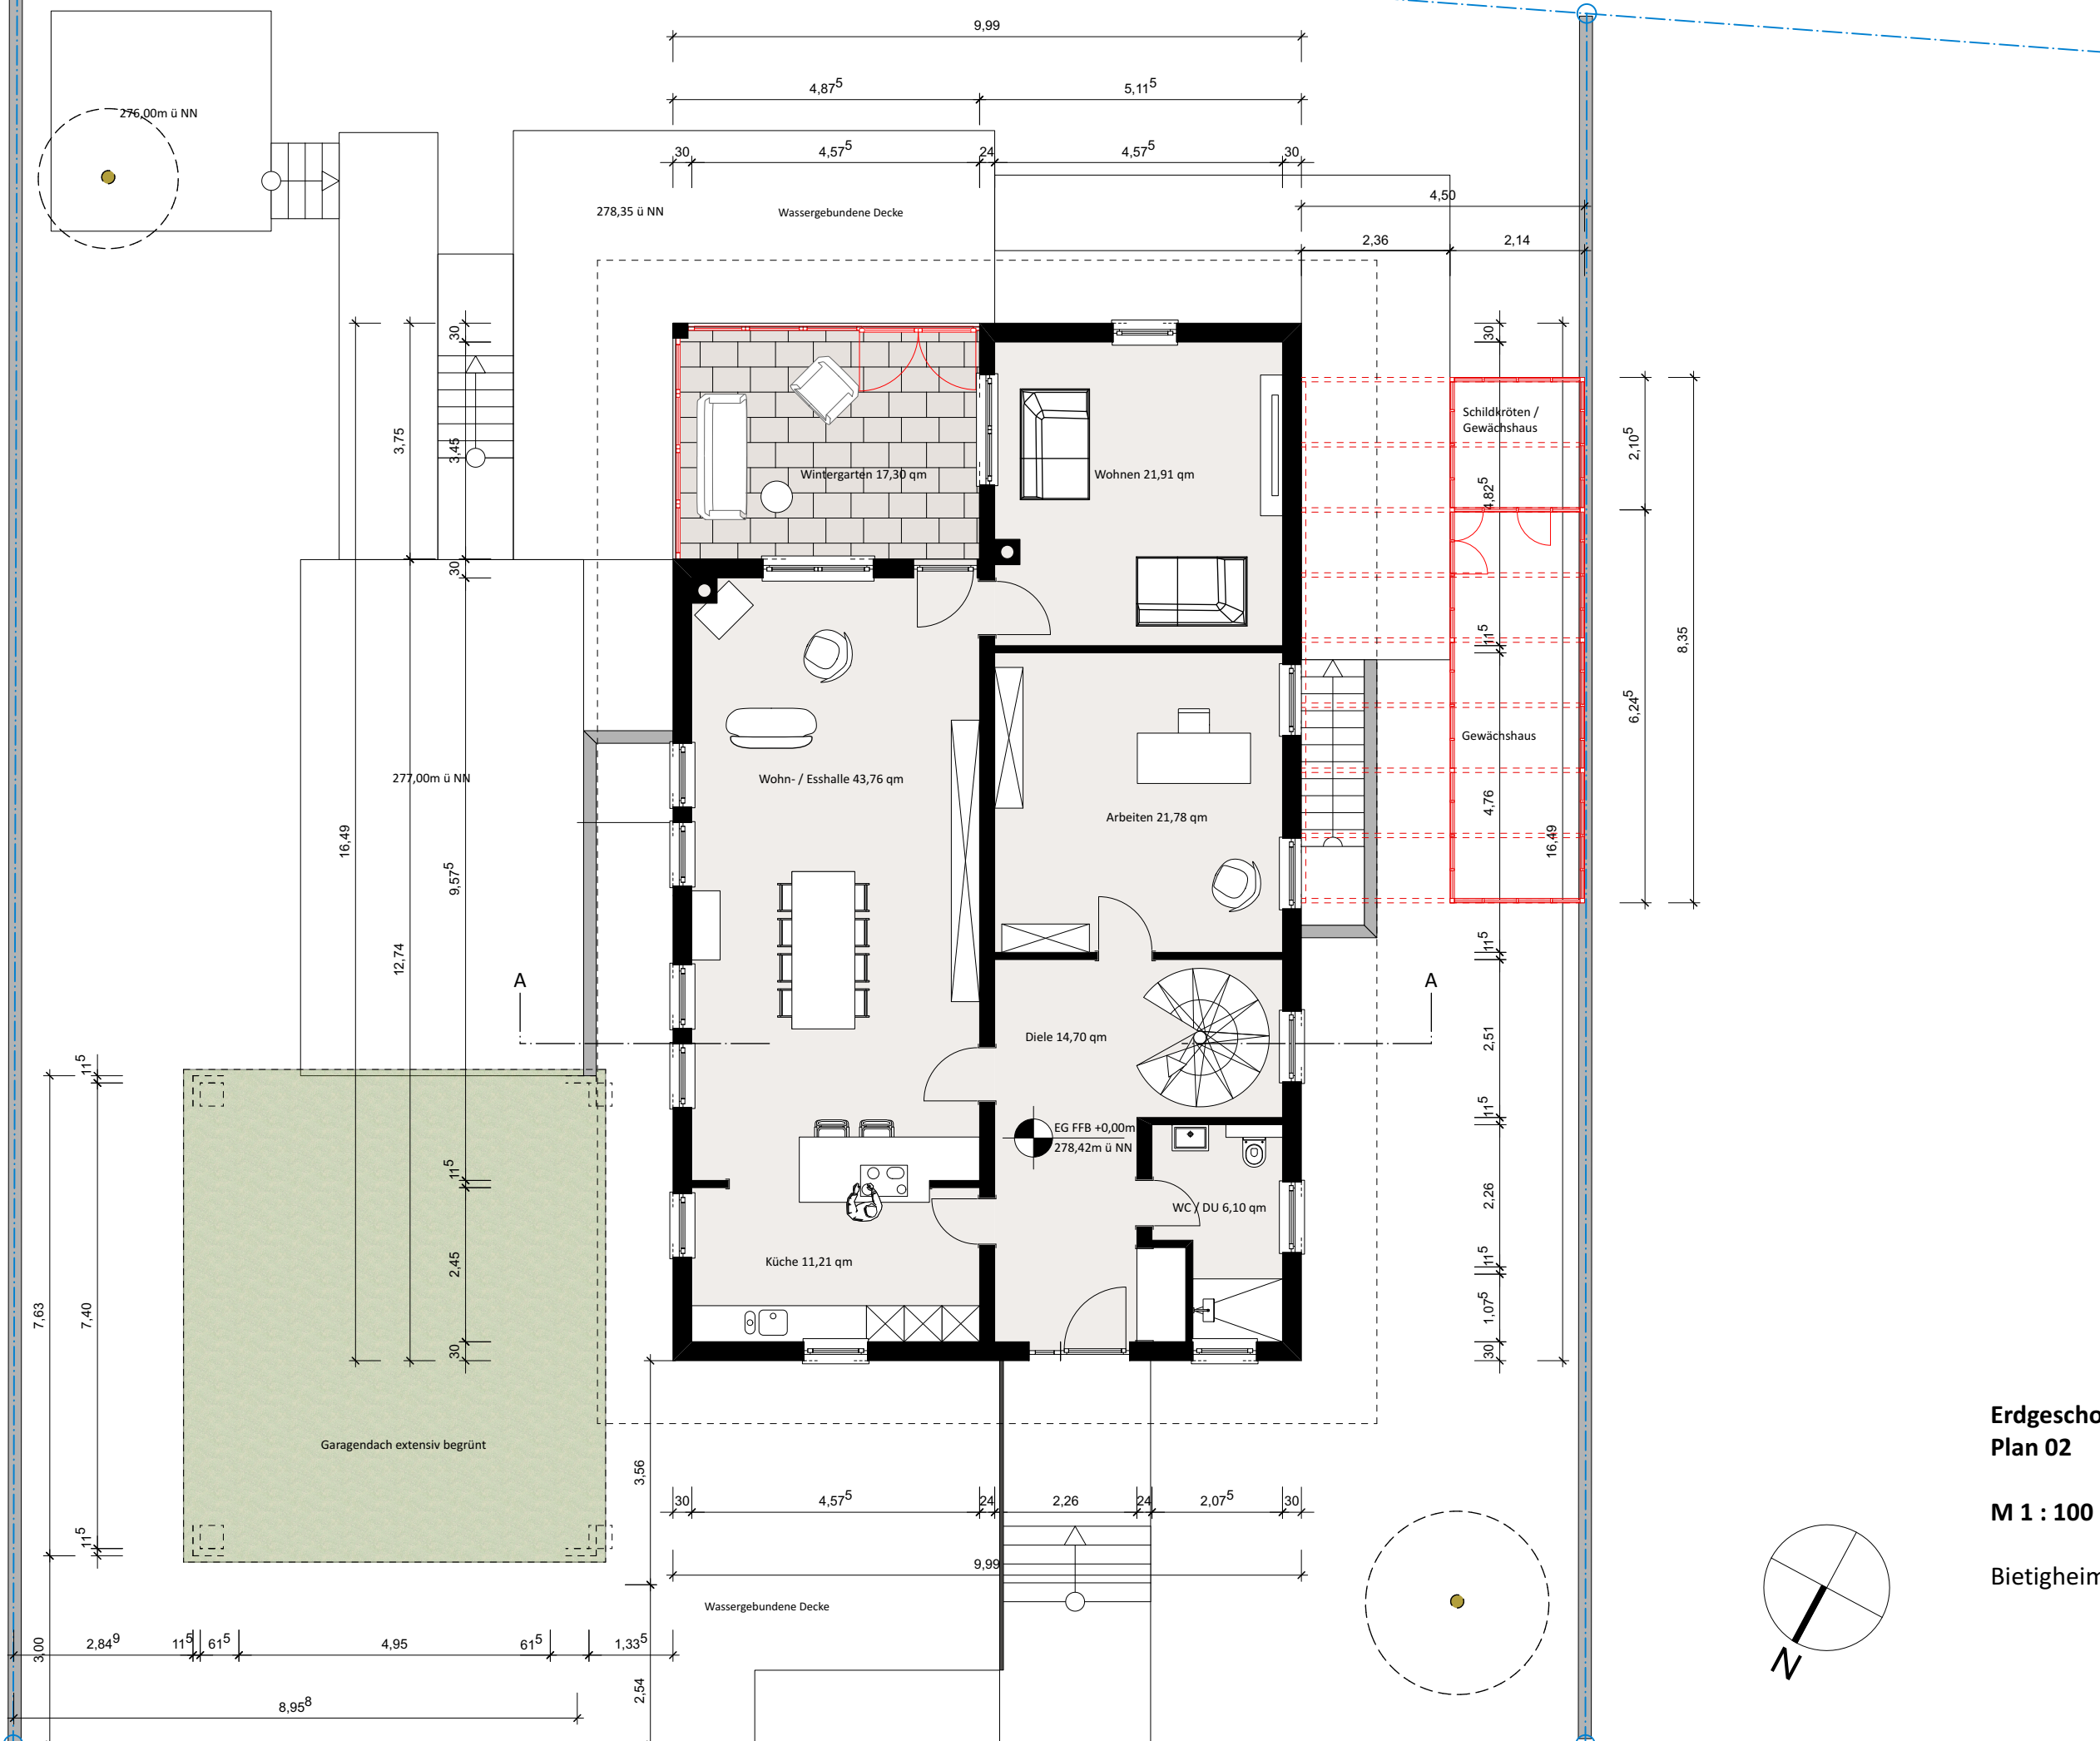 9,99
4,87⁵
5,11⁵
30
4,57⁵
24
4,57⁵
30
276,00m ü NN
278,35 ü NN
Wassergebundene Decke
4,50
2,36
2,14
30
3,75
3,45
30
16,49
12,74
9,57⁵
11⁵
2,45
30
277,00m ü NN
Wintergarten 17,30 qm
Wohnen 21,91 qm
Wohn- / Esshalle 43,76 qm
Arbeiten 21,78 qm
Diele 14,70 qm
EG FFB +0,00m
278,42m ü NN
WC / DU 6,10 qm
Küche 11,21 qm
A
A
Schildkröten /
Gewächshaus
Gewächshaus
30
4,82⁵
11⁵
4,76
11⁵
2,51
11⁵
2,26
11⁵
1,07⁵
30
16,49
2,10⁵
6,24⁵
8,35
11⁵
7,63
7,40
11⁵
3,00
Garagendach extensiv begrünt
3,56
2,54
30
4,57⁵
24
2,26
24
2,07⁵
30
9,99
Wassergebundene Decke
2,84⁹
11⁵
61⁵
4,95
61⁵
1,33⁵
8,95⁸
N
Erdgescho
Plan 02
M 1 : 100
Bietigheim